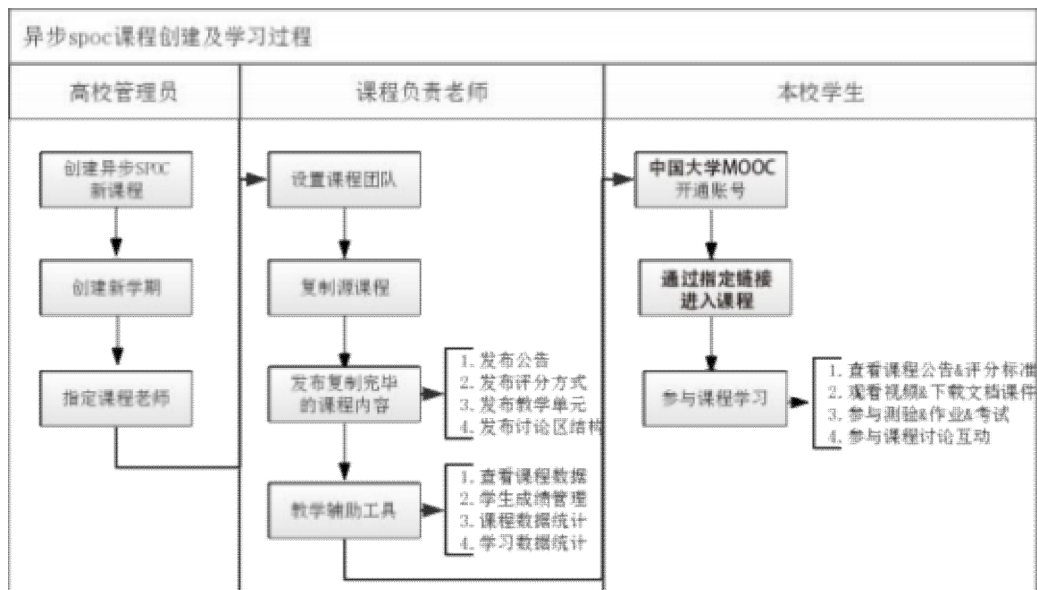 异步spoc课程创建及学习过程
高校管理员
课程负责老师
本校学生
创建异步SPOC
新课程
创建新学期
指定课程老师
设置课程团队
复制源课程
发布复制完毕
的课程内容
1. 发布公告
2. 发布评分方式
3. 发布教学单元
4. 发布讨论区结构
教学辅助工具
1. 查看课程数据
2. 学生成绩管理
3. 课程数据统计
4. 学习数据统计
中国大学MOOC
开通账号
通过指定链接
进入课程
参与课程学习
1. 查看课程公告&评分标准
2. 观看视频&下载文档课件
3. 参与测验&作业&考试
4. 参与课程讨论互动